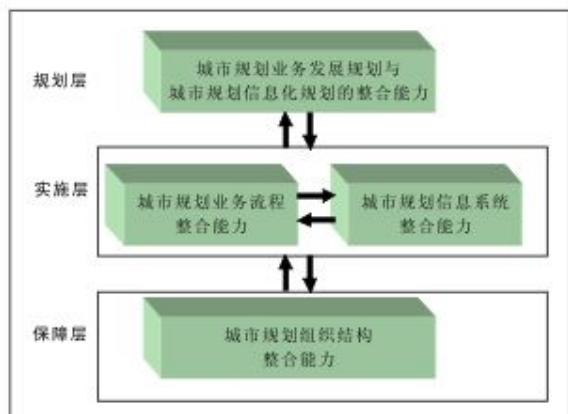 规划层
城市规划业务发展规划与
城市规划信息化规划的整合能力
实施层
城市规划业务流程
整合能力
城市规划信息系统
整合能力
保障层
城市规划组织结构
整合能力